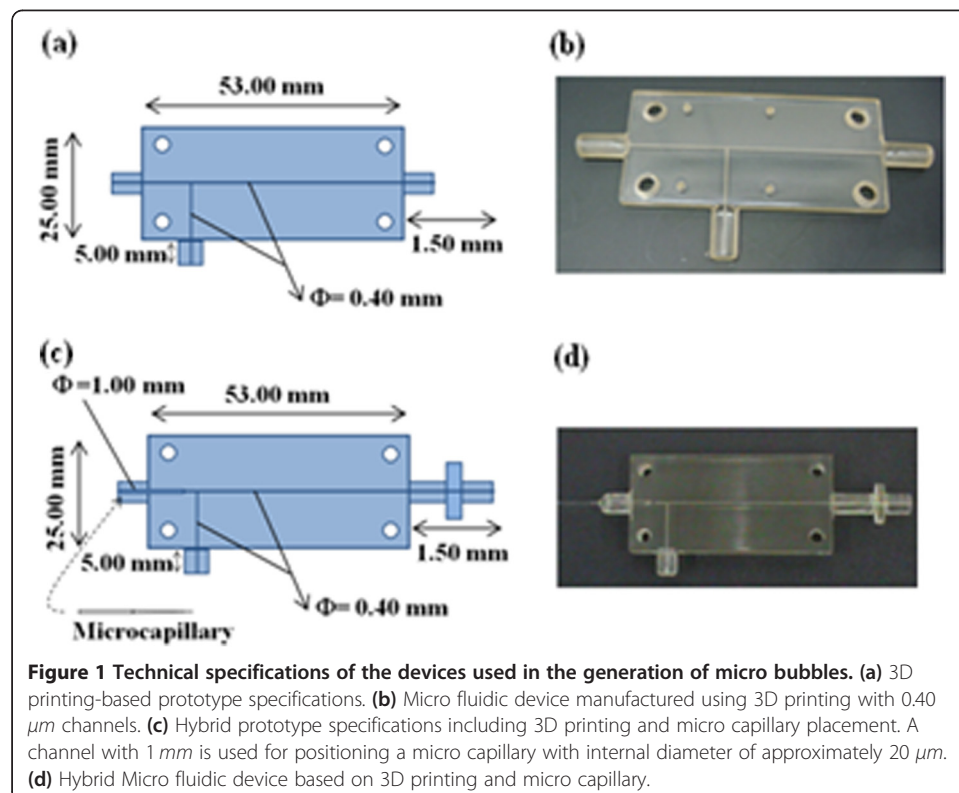 (a)
53.00 mm
25.00 mm
5.00 mm
1.50 mm
Φ= 0.40 mm
(b)
(c)
Φ=1.00 mm
53.00 mm
25.00 mm
5.00 mm
1.50 mm
Φ= 0.40 mm
Microcapillary
(d)
Figure 1 Technical specifications of the devices used in the generation of micro bubbles. (a) 3D
printing-based prototype specifications. (b) Micro fluidic device manufactured using 3D printing with 0.40
μm channels. (c) Hybrid prototype specifications including 3D printing and micro capillary placement. A
channel with 1 mm is used for positioning a micro capillary with internal diameter of approximately 20 μm.
(d) Hybrid Micro fluidic device based on 3D printing and micro capillary.